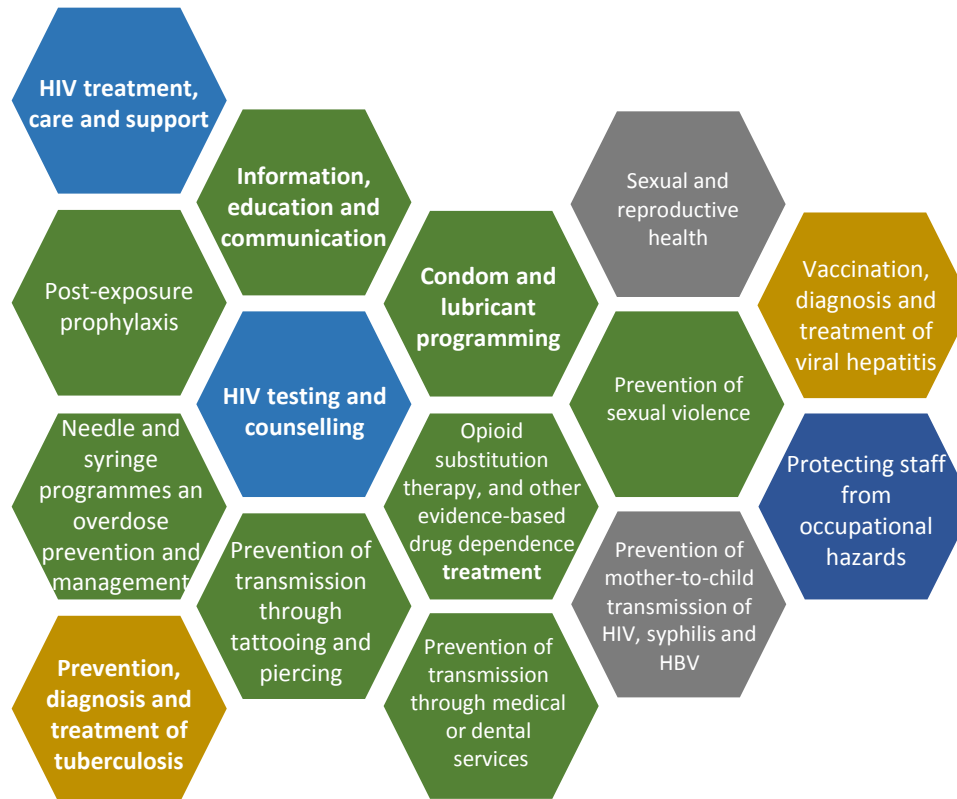 HIV treatment,
care and support
Post-exposure
prophylaxis
Needle and
syringe
programmes an
overdose
prevention and
management
Prevention,
diagnosis and
treatment of
tuberculosis
Information,
education and
communication
HIV testing and
counselling
Prevention of
transmission
through
tattooing and
piercing
Condom and
lubricant
programming
Opioid
substitution
therapy, and other
evidence-based
drug dependence
treatment
Prevention of
transmission
through medical
or dental
services
Sexual and
reproductive
health
Prevention of
sexual violence
Prevention of
mother-to-child
transmission of
HIV, syphilis and
HBV
Vaccination,
diagnosis and
treatment of
viral hepatitis
Protecting staff
from
occupational
hazards